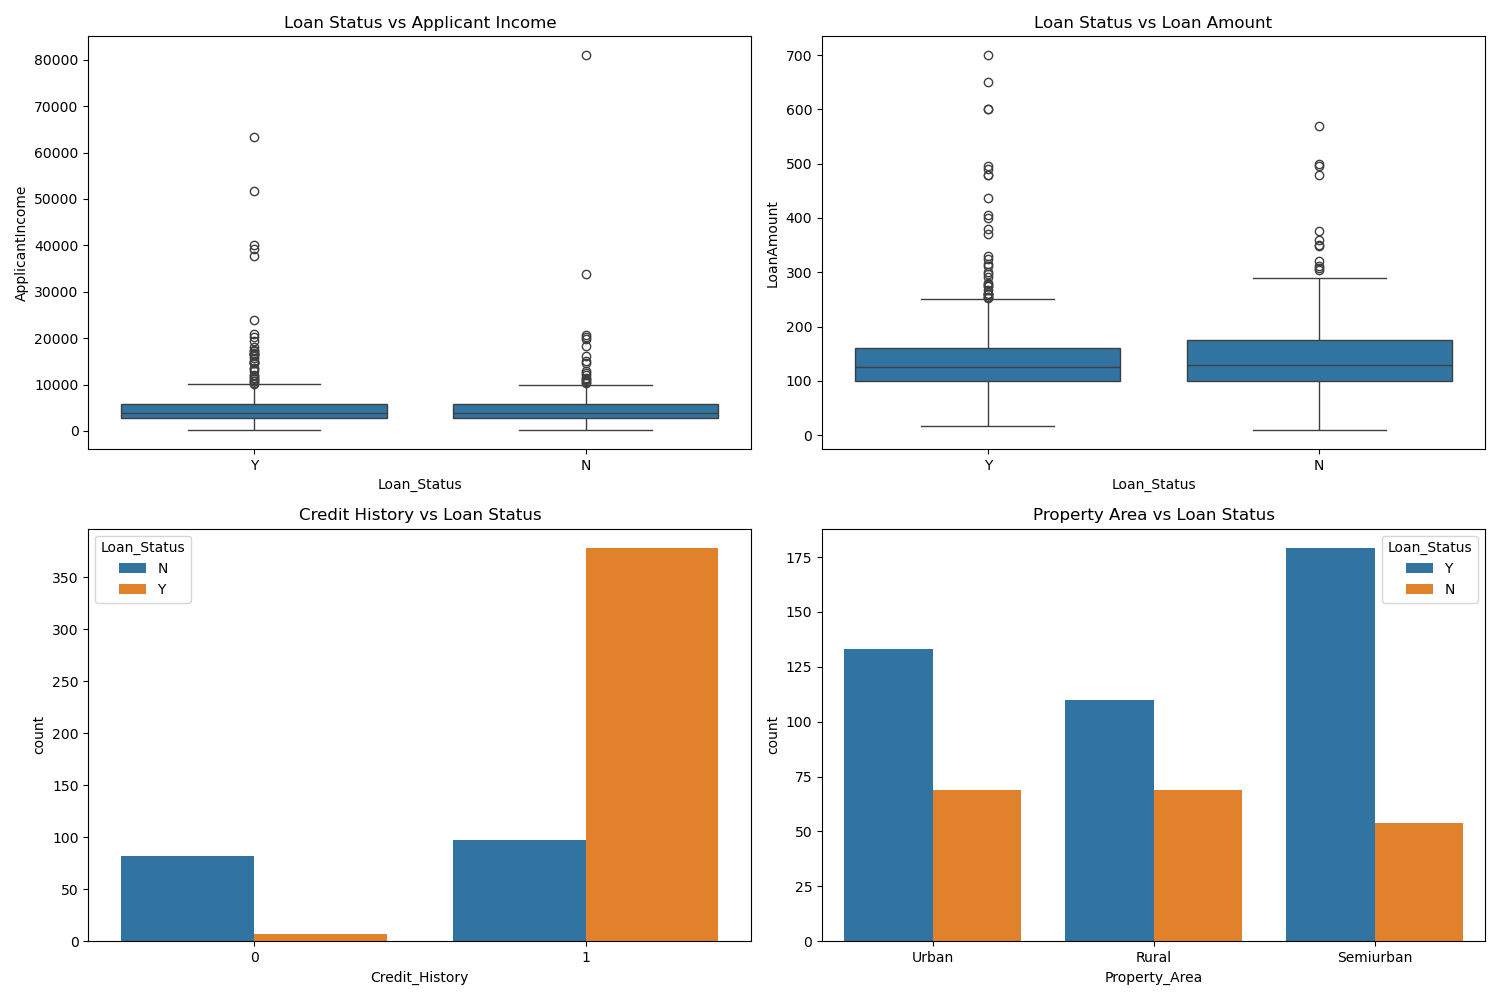 Loan Status vs Applicant Income
80000
70000
60000
50000
40000
30000
20000
10000
0
ApplicantIncome
Y N
Loan_Status
Loan Status vs Loan Amount
700
600
500
400
300
200
100
0
LoanAmount
Y N
Loan_Status
Credit History vs Loan Status
Loan_Status
N
Y
350
300
250
200
150
100
50
0
count
0 1
Credit_History
Property Area vs Loan Status
Loan_Status
Y
N
175
150
125
100
75
50
25
0
count
Urban Rural Semiurban
Property_Area